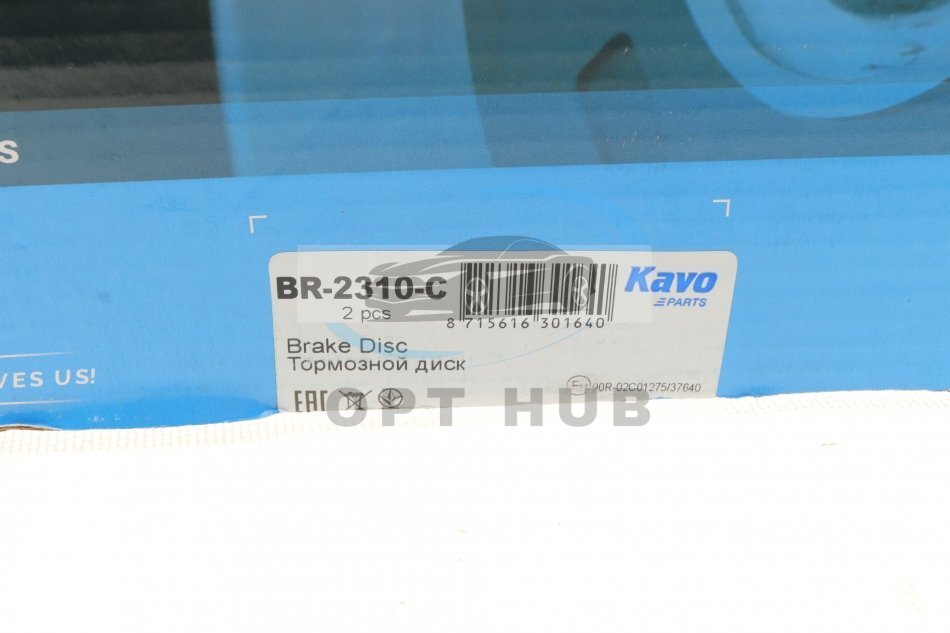 S
VES US!
BR-2310-C
2 pcs
8 715616 301640
Kavo
PARTS
Brake Disc
Тормозной диск
EAC
90R-02C01275/37640
OPT HUB